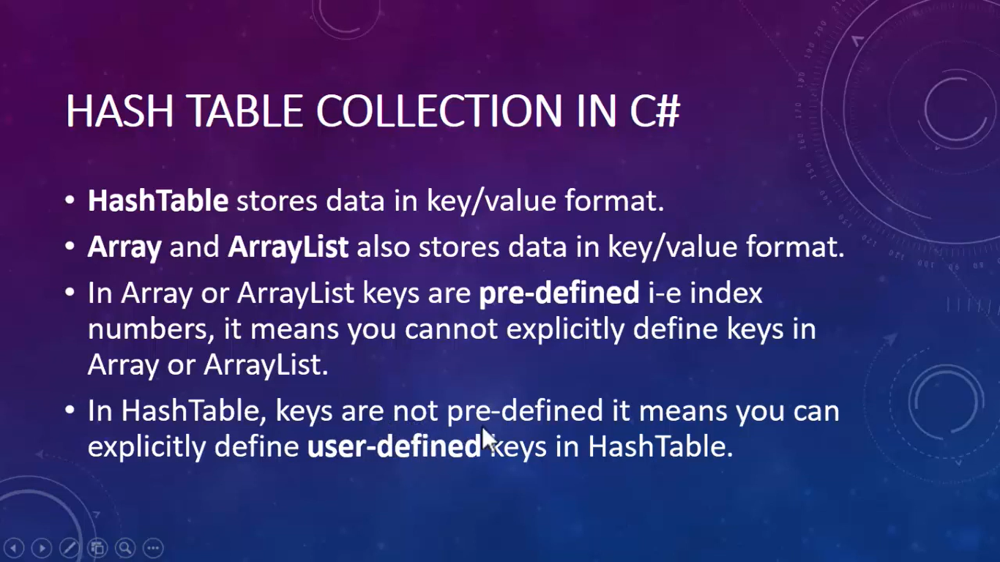 HASH TABLE COLLECTION IN C#
• HashTable stores data in key/value format.
• Array and ArrayList also stores data in key/value format.
• In Array or ArrayList keys are pre-defined i-e index
numbers, it means you cannot explicitly define keys in
Array or ArrayList.
• In HashTable, keys are not pre-defined it means you can
explicitly define user-defined keys in HashTable.